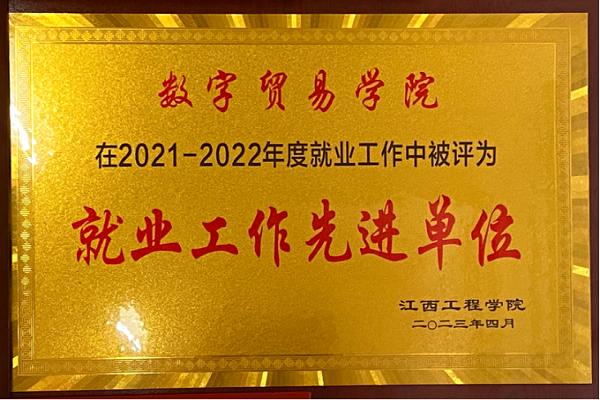 数字贸易学院
在2021-2022年度就业工作中被评为
就业工作先进单位
江西工程学院
二〇二三年四月